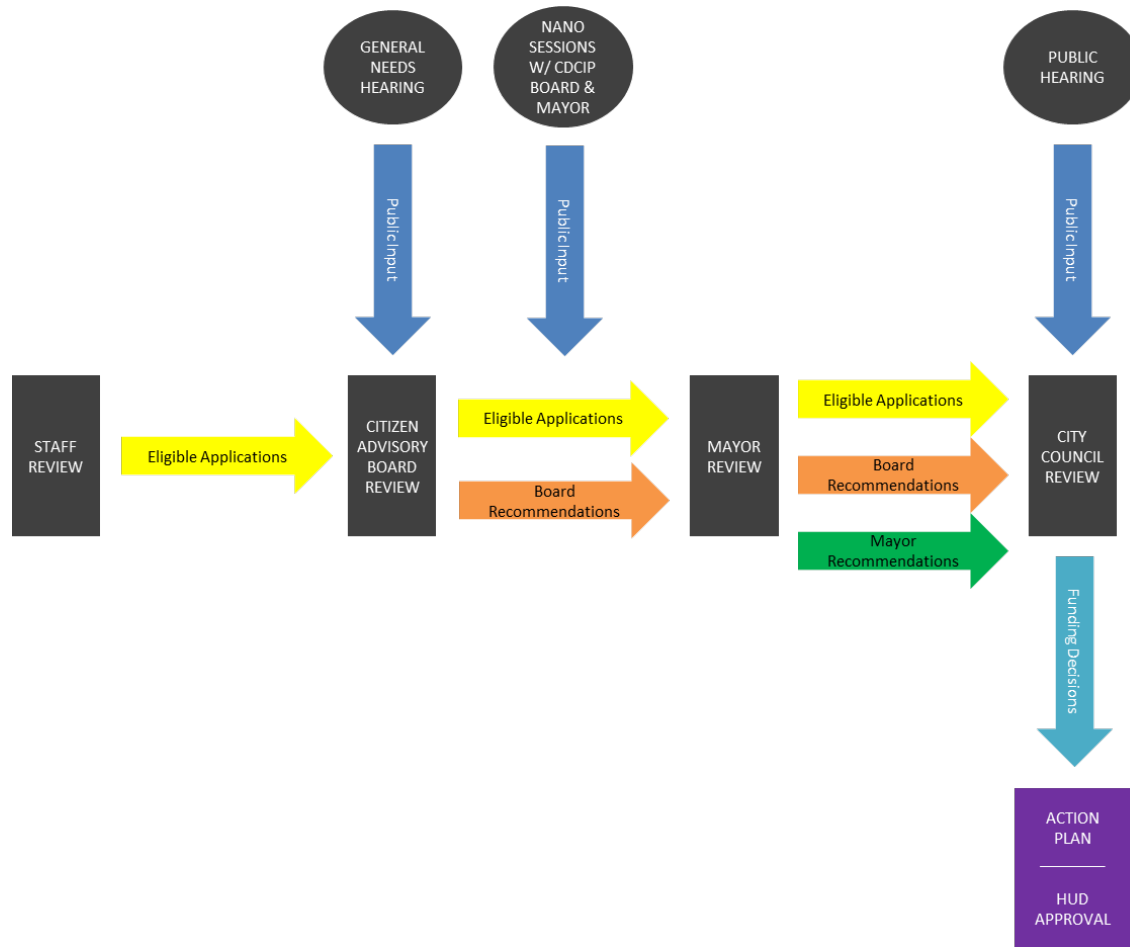 GENERAL
NEEDS
HEARING
NANO
SESSIONS
W/ CDCIP
BOARD &
MAYOR
PUBLIC
HEARING
Public Input
Public Input
Public Input
STAFF
REVIEW
Eligible Applications
CITIZEN
ADVISORY
BOARD
REVIEW
Eligible Applications
Board
Recommendations
MAYOR
REVIEW
Eligible Applications
Board
Recommendations
Mayor
Recommendations
CITY
COUNCIL
REVIEW
Funding Decisions
ACTION
PLAN
HUD
APPROVAL